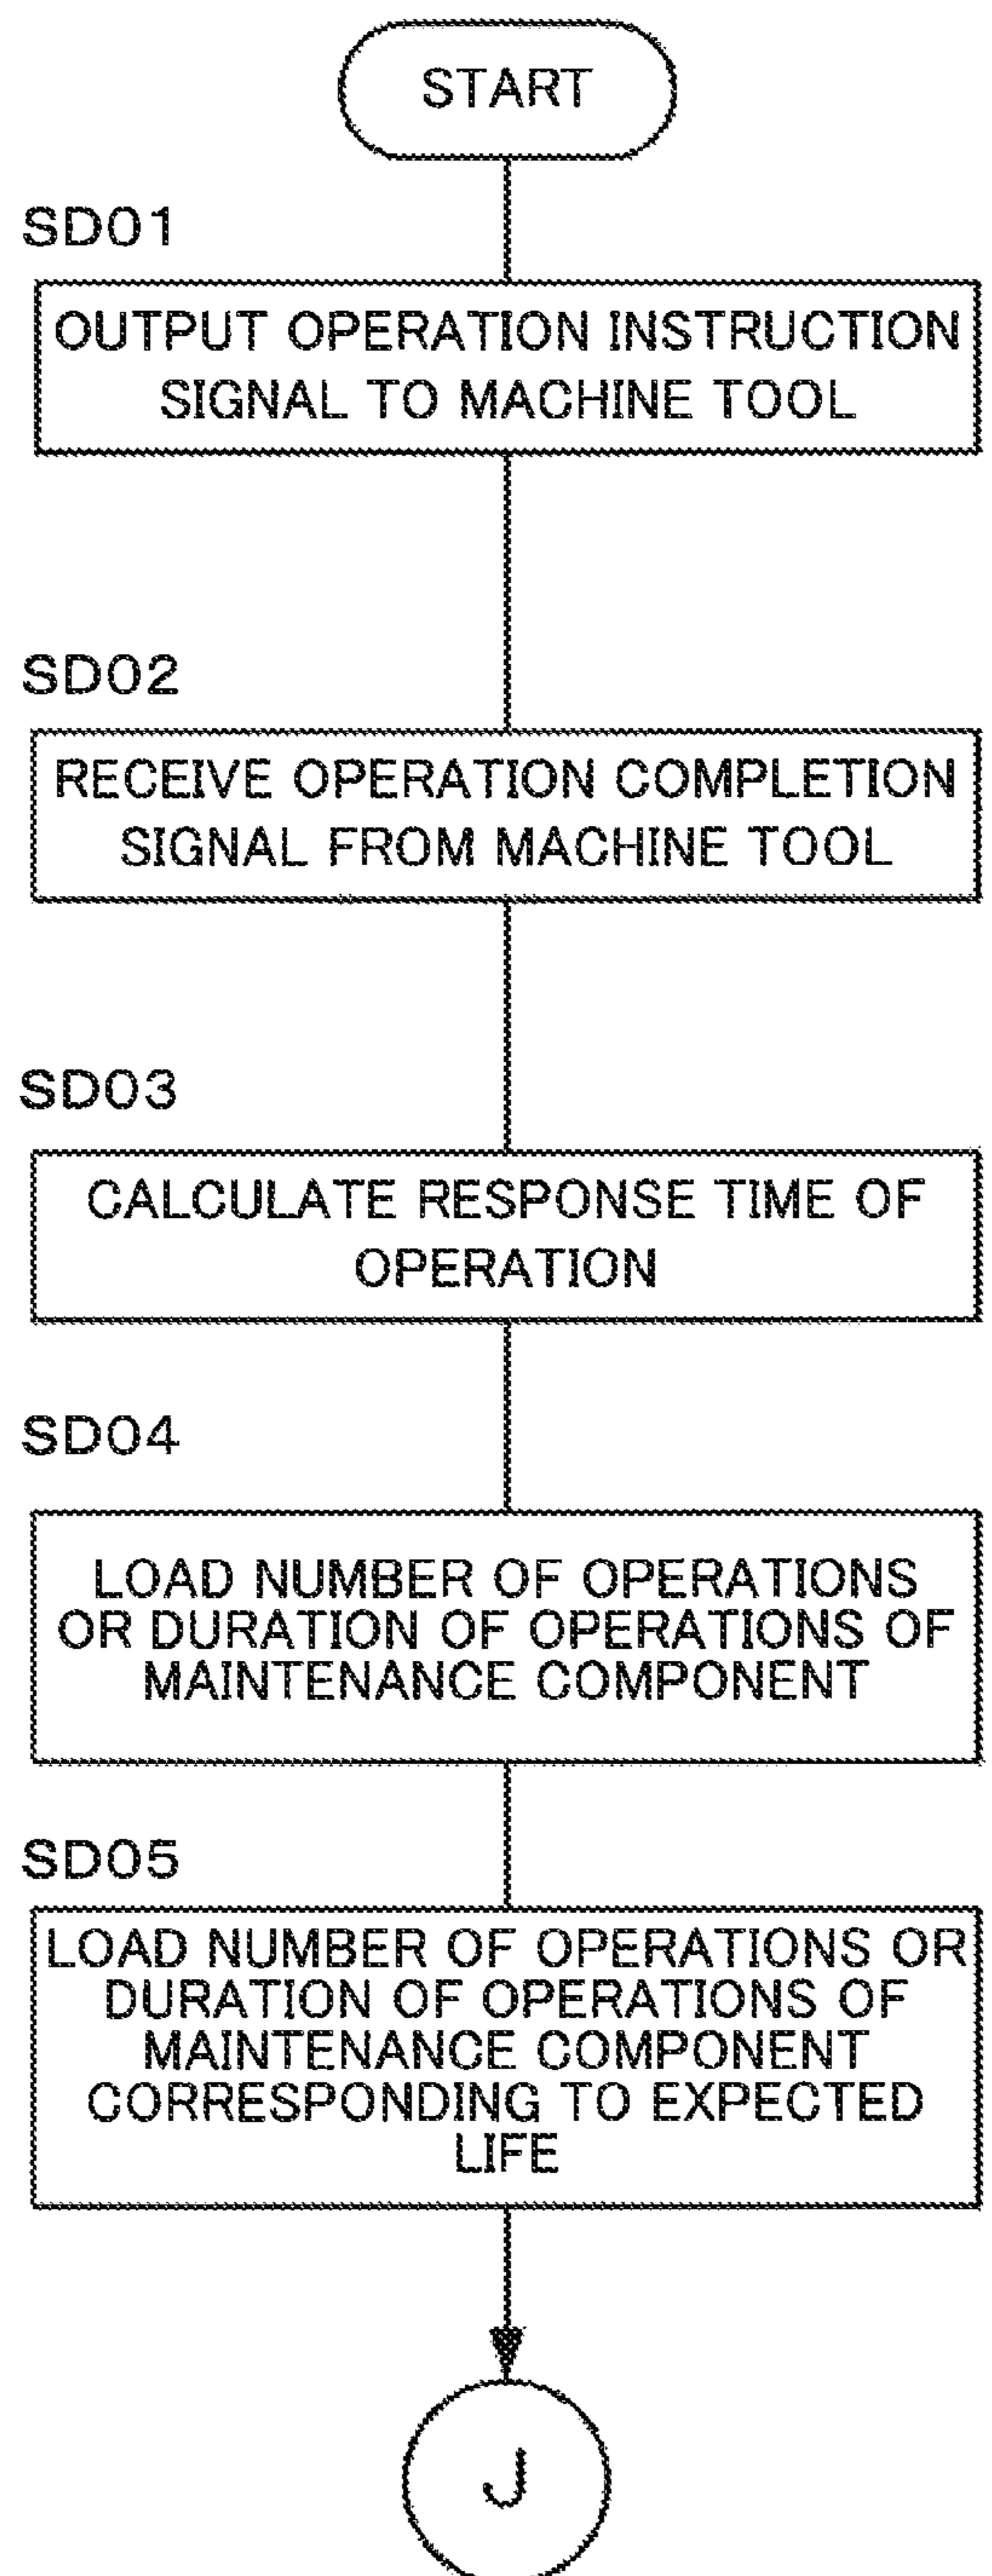 START
SD01
OUTPUT OPERATION INSTRUCTION
SIGNAL TO MACHINE TOOL
SD02
RECEIVE OPERATION COMPLETION
SIGNAL FROM MACHINE TOOL
SD03
CALCULATE RESPONSE TIME OF
OPERATION
SD04
LOAD NUMBER OF OPERATIONS
OR DURATION OF OPERATIONS OF
MAINTENANCE COMPONENT
SD05
LOAD NUMBER OF OPERATIONS OR
DURATION OF OPERATIONS OF
MAINTENANCE COMPONENT
CORRESPONDING TO EXPECTED
LIFE
J